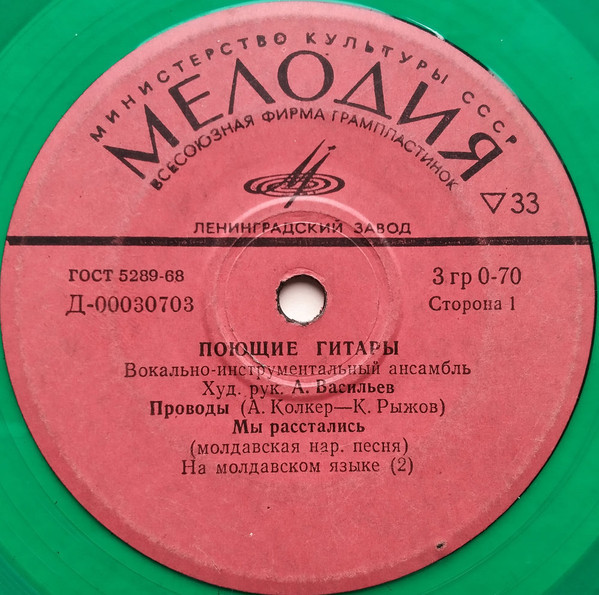 МИНИСТЕРСТВО КУЛЬТУРЫ СССР
МЕЛОДИЯ
ВСЕСОЮЗНАЯ ФИРМА ГРАМПЛАСТИНОК
▽33
ЛЕНИНГРАДСКИЙ ЗАВОД
ГОСТ 5289-68
3 гр 0-70
Д-00030703
Сторона 1
ПОЮЩИЕ ГИТАРЫ
Вокально-инструментальный ансамбль
Худ. рук. А. Васильев
Проводы (А. Колкер—К. Рыжов)
Мы расстались
(молдавская нар. песня)
На молдавском языке (2)